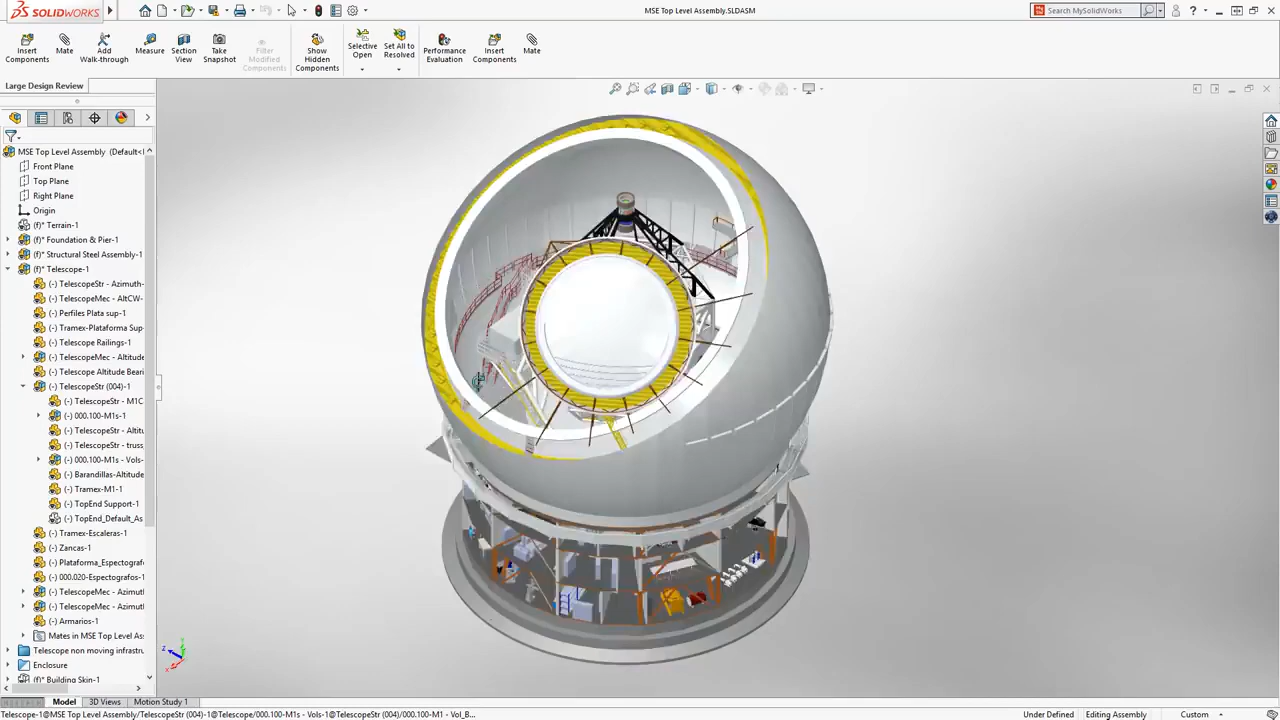 SOLIDWORKS
MSE Top Level Assembly.SLDASM
Search MySolidWorks
Insert Components
Mate
Add Walk-through
Measure
Section View
Take Snapshot
Filter Modified Components
Show Hidden Components
Selective Open
Set All to Resolved
Performance Evaluation
Insert Components
Mate
Large Design Review
MSE Top Level Assembly (Default<
Front Plane
Top Plane
Right Plane
Origin
(f)* Terrain-1
(f)* Foundation & Pier-1
(f)* Structural Steel Assembly-1
(f)* Telescope-1
(-) TelescopeStr - Azimuth-
(-) TelescopeMec - AltCW-
(-) Perfiles Plata sup-1
(-) Tramex-Plataforma Sup-
(-) Telescope Railings-1
(-) TelescopeMec - Altitude
(-) Telescope Altitude Bear
(-) TelescopeStr (004)-1
(-) TelescopeStr - M1C
(-) 000.100-M1s-1
(-) TelescopeStr - Altit
(-) TelescopeStr - truss
(-) 000.100-M1s - Vols-
(-) Barandillas-Altitude
(-) Tramex-M1-1
(-) TopEnd Support-1
(-) TopEnd_Default_As
(-) Tramex-Escaleras-1
(-) Zancas-1
(-) Plataforma_Espectograf
(-) 000.020-Espectografos-1
(-) TelescopeMec - Azimut
(-) TelescopeMec - Azimut
(-) Armarios-1
Mates in MSE Top Level Ass
Telescope non moving infrastru
Enclosure
(f)* Building Skin-1
Model
3D Views
Motion Study 1
Telescope-1@MSE Top Level Assembly/TelescopeStr (004)-1@Telescope/000.100-M1s - Vols-1@TelescopeStr (004)/000.100-M1 - Vol_B...
Under Defined
Editing Assembly
Custom